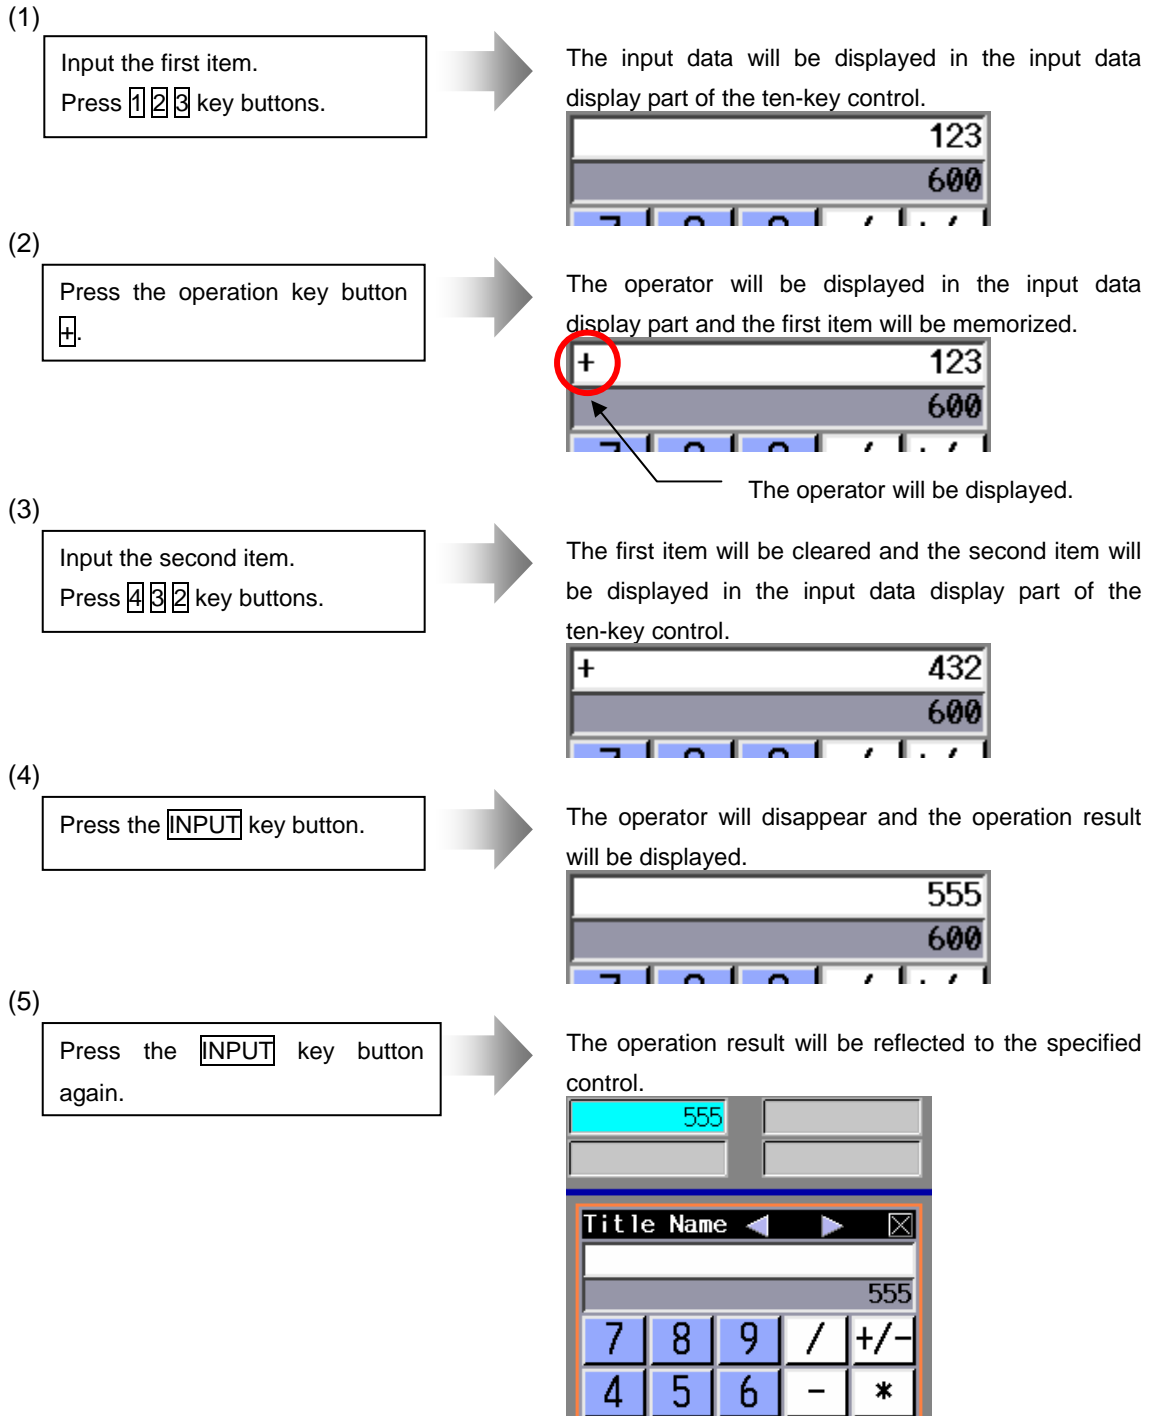 (1)
Input the first item.
Press 1 2 3 key buttons.
The input data will be displayed in the input data
display part of the ten-key control.
123
600
(2)
Press the operation key button
+.
The operator will be displayed in the input data
display part and the first item will be memorized.
+ 123
600
The operator will be displayed.
(3)
Input the second item.
Press 4 3 2 key buttons.
The first item will be cleared and the second item will
be displayed in the input data display part of the
ten-key control.
+ 432
600
(4)
Press the INPUT key button.
The operator will disappear and the operation result
will be displayed.
555
600
(5)
Press the INPUT key button
again.
The operation result will be reflected to the specified
control.
555
Title Name
555
7 8 9 / +/-
4 5 6 - *